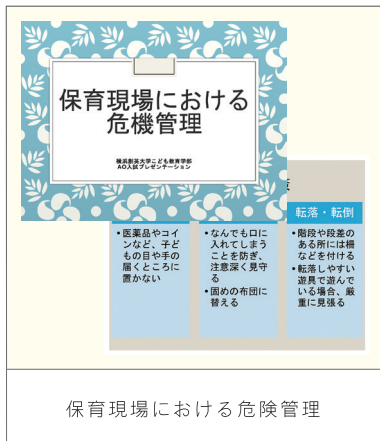 保育現場における
危機管理
横浜創英大学こども教育学部
AO入試プレゼンテーション
転落・転倒
•医薬品やコイ
ンなど、子ど
もの目や手の
届くところに
置かない
•なんでも口に
入れてしまう
ことを防ぎ、
注意深く見守
る
•固めの布団に
替える
•階段や段差の
ある所には柵
などを付ける
•転落しやすい
遊具で遊んで
いる場合、厳
重に見張る
保育現場における危険管理